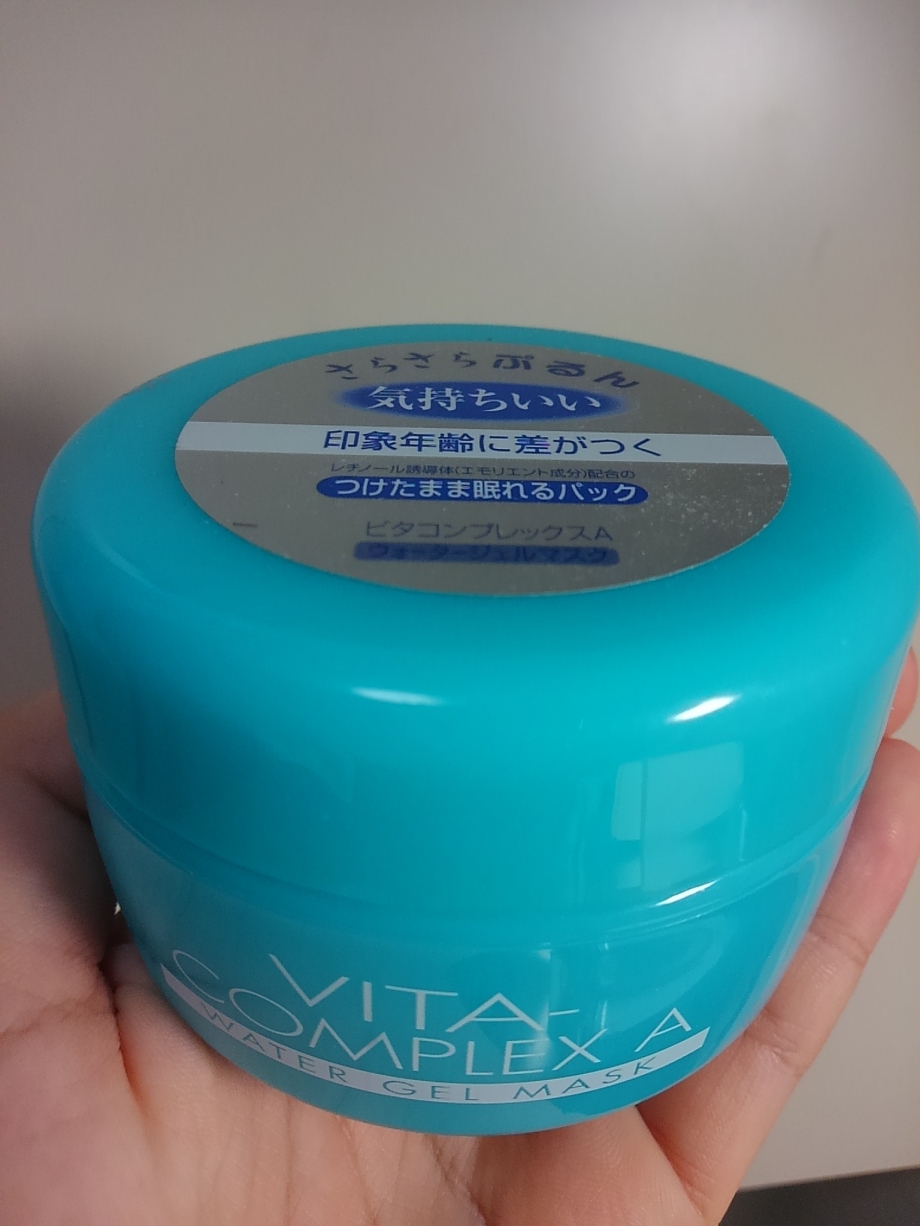 さらさらぷるん
気持ちいい
印象年齢に差がつく
レチノール誘導体(エモリエント成分)配合の
つけたまま眠れるパック
ビタコンプレックスA
ウォータージェルマスク
VITA-
COMPLEX A
WATER GEL MASK